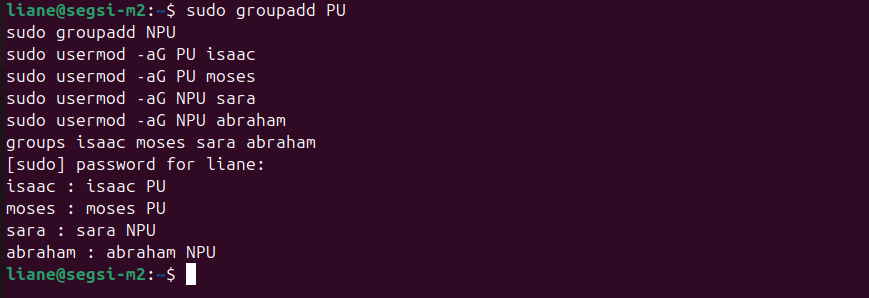 liane@segsi-m2:~$ sudo groupadd PU
sudo groupadd NPU
sudo usermod -aG PU isaac
sudo usermod -aG PU moses
sudo usermod -aG NPU sara
sudo usermod -aG NPU abraham
groups isaac moses sara abraham
[sudo] password for liane:
isaac : isaac PU
moses : moses PU
sara : sara NPU
abraham : abraham NPU
liane@segsi-m2:~$